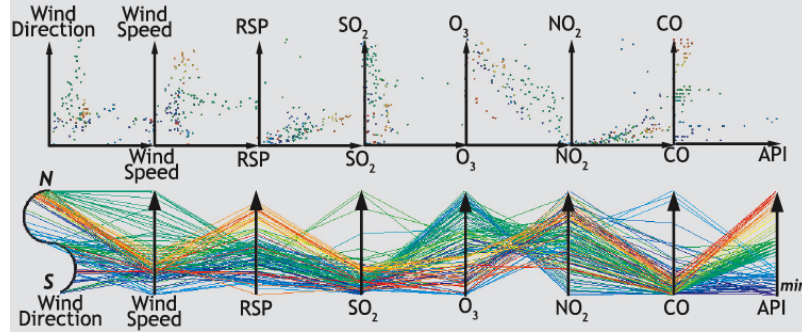 Wind Direction
Wind Speed
RSP
SO2
O3
NO2
CO
Wind Speed
RSP
SO2
O3
NO2
CO
API
N
S
min
Wind Direction
Wind Speed
RSP
SO2
O3
NO2
CO
API